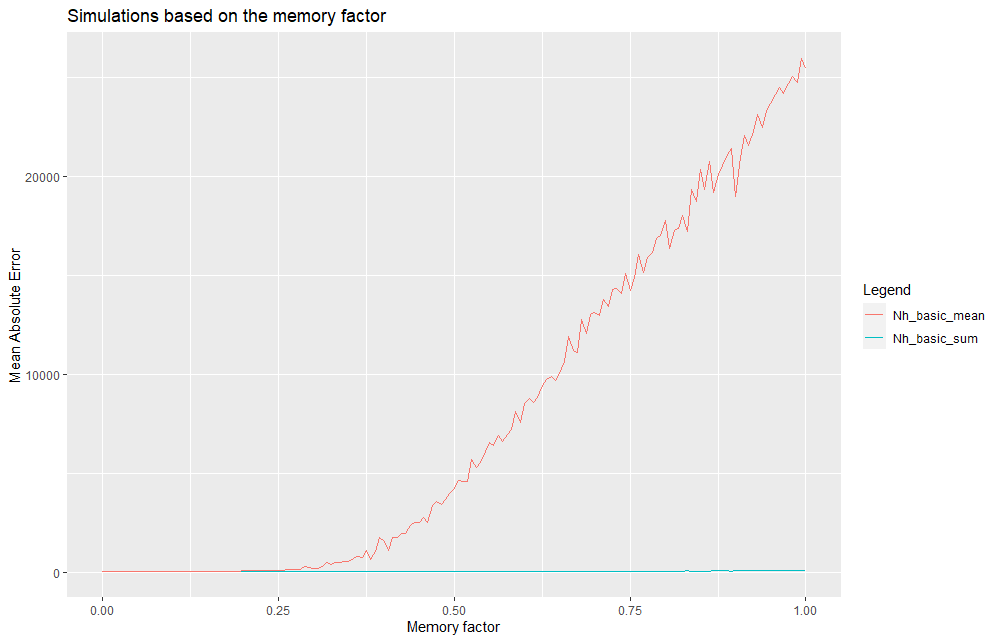 Simulations based on the memory factor
Mean Absolute Error
20000
10000
0
0.00
0.25
0.50
0.75
1.00
Memory factor
Legend
Nh_basic_mean
Nh_basic_sum